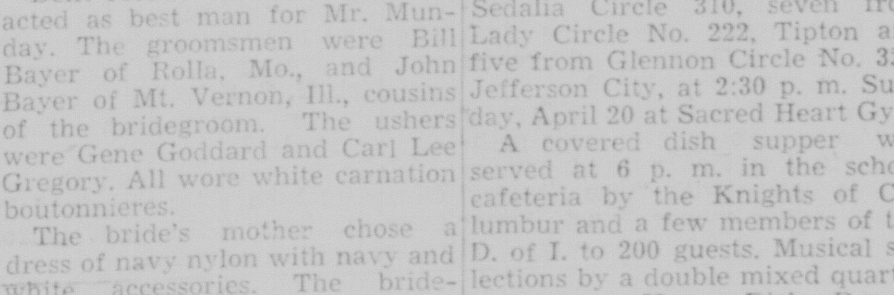 acted as best man for Mr. Mun-
day. The groomsmen were Bill
Bayer of Rolla, Mo., and John
Bayer of Mt. Vernon, Ill., cousins
of the bridegroom. The ushers
were Gene Goddard and Carl Lee
Gregory. All wore white carnation
boutonnieres.
The bride's mother chose a
dress of navy nylon with navy and
white accessories. The bride-
Sedalia Circle 310, seven
Lady Circle No. 222, Tipton
five from Glennon Circle No.
Jefferson City, at 2:30 p. m. Su
day, April 20 at Sacred Heart Gy
A covered dish supper w
served at 6 p. m. in the scho
cafeteria by the Knights of C
lumbur and a few members of t
D. of I. to 200 guests. Musical s
lections by a double mixed quart